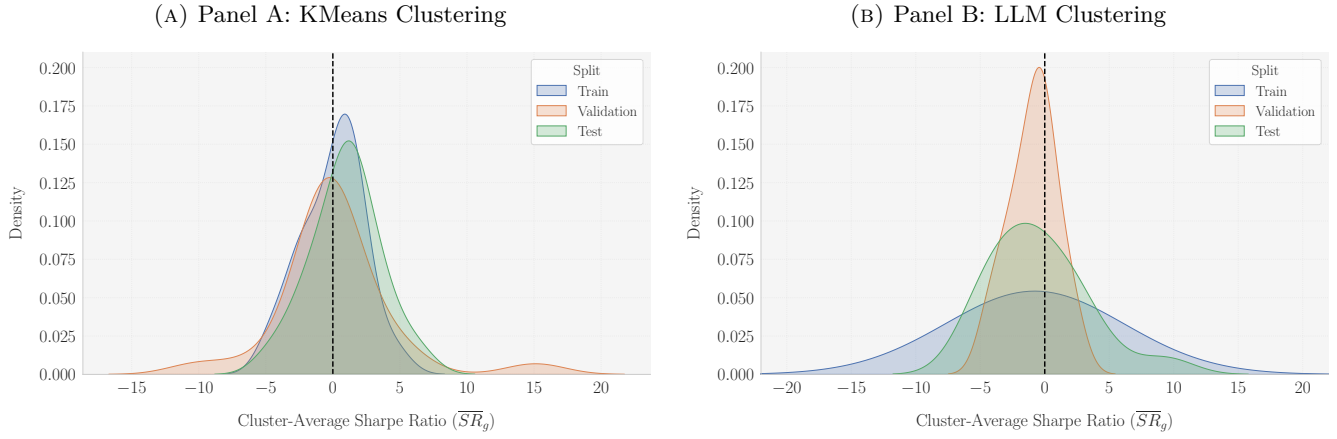 (A) Panel A: KMeans Clustering
0.200
0.175
0.150
0.125
0.100
0.075
0.050
0.025
0.000
Density
−15 −10 −5 0 5 10 15 20
Cluster-Average Sharpe Ratio (SR̅_g)
Split
Train
Validation
Test
(B) Panel B: LLM Clustering
0.200
0.175
0.150
0.125
0.100
0.075
0.050
0.025
0.000
Density
−20 −15 −10 −5 0 5 10 15 20
Cluster-Average Sharpe Ratio (SR̅_g)
Split
Train
Validation
Test